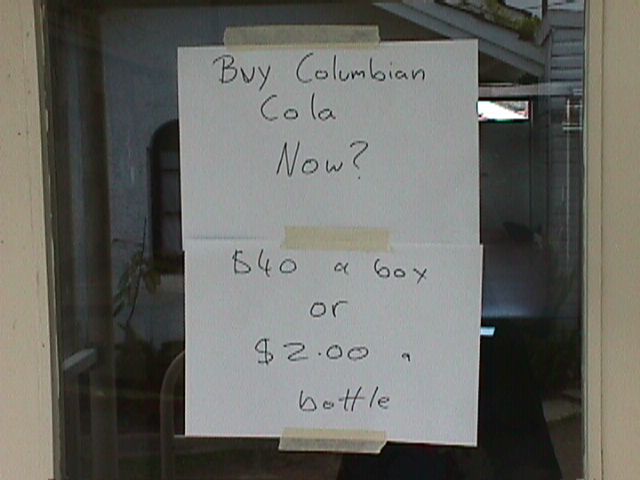 Buy Columbian
Cola
Now?
$40 a box
or
$2.00 a
bottle